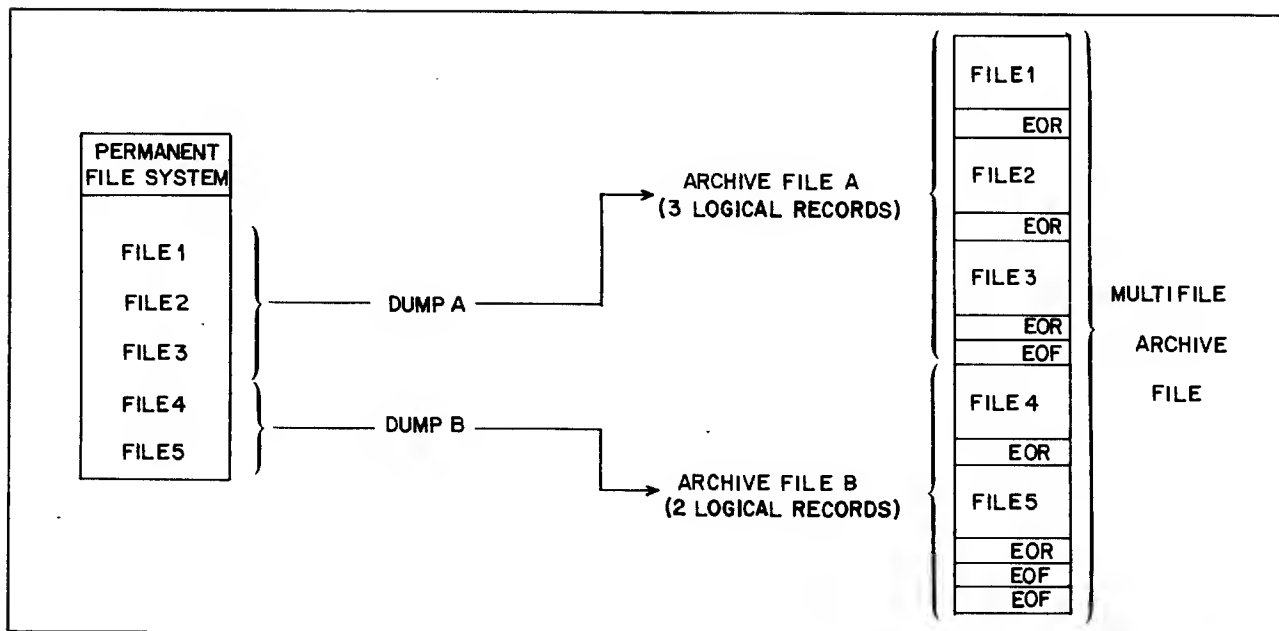 PERMANENT
FILE SYSTEM
FILE1
FILE2
FILE3
FILE4
FILE5
DUMP A
DUMP B
ARCHIVE FILE A
(3 LOGICAL RECORDS)
ARCHIVE FILE B
(2 LOGICAL RECORDS)
FILE1
EOR
FILE2
EOR
FILE3
EOR
EOF
FILE4
EOR
FILE5
EOR
EOF
EOF
MULTIFILE
ARCHIVE
FILE